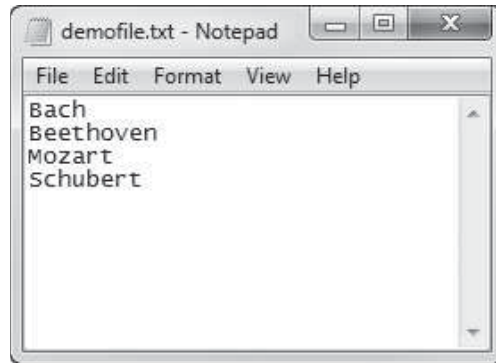 demofile.txt - Notepad
File Edit Format View Help
Bach
Beethoven
Mozart
Schubert